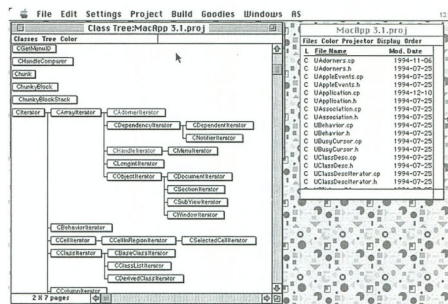 File Edit Settings Project Build Goodies Windows AS
Class Tree:MacApp 3.1.proj
Classes Tree Color
CGetMenuID
CHandleComparer
Chunk
ChunkyBlock
ChunkyBlockStack
CIterator
CArrayIterator
CAdornerIterator
CDependencyIterator
CDependentIterator
CNotifierIterator
CHandleIterator
CMenuIterator
CLongintIterator
CObjectIterator
CDocumentIterator
CSectionIterator
CSubViewIterator
CWindowIterator
CBehaviorIterator
CCellIterator
CCellInRegionIterator
CSelectedCellIterator
CClassIterator
CBaseClassIterator
CClassListIterator
CDerivedClassIterator
CColumnIterator
2 X 7 pages
MacApp 3.1.proj
Files Color Projector Display Order
L File Name Mod. Date
C UAdorners.cp 1994-11-06
C UAdorners.h 1994-07-25
C UAppleEvents.cp 1994-07-25
C UAppleEvents.h 1994-07-25
C UApplication.cp 1994-12-10
C UApplication.h 1994-07-25
C UAssociation.cp 1994-07-25
C UAssociation.h 1994-07-25
C UBehavior.cp 1994-07-25
C UBehavior.h 1994-07-25
C UBusyCursor.cp 1994-07-25
C UBusyCursor.h 1994-07-25
C UClassDesc.cp 1994-07-25
C UClassDesc.h 1994-07-25
C UClassDescIterator.cp 1994-07-25
C UClassDescIterator.h 1994-07-25